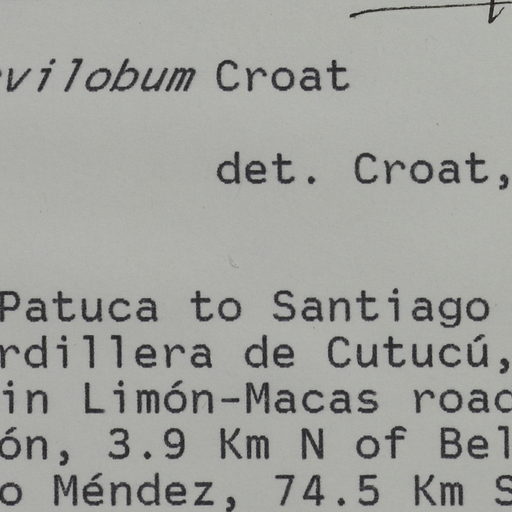 vilobum Croat
det. Croat,
Patuca to Santiago
rdillera de Cutucú,
in Limón-Macas road
ón, 3.9 Km N of Bel
o Méndez, 74.5 Km S